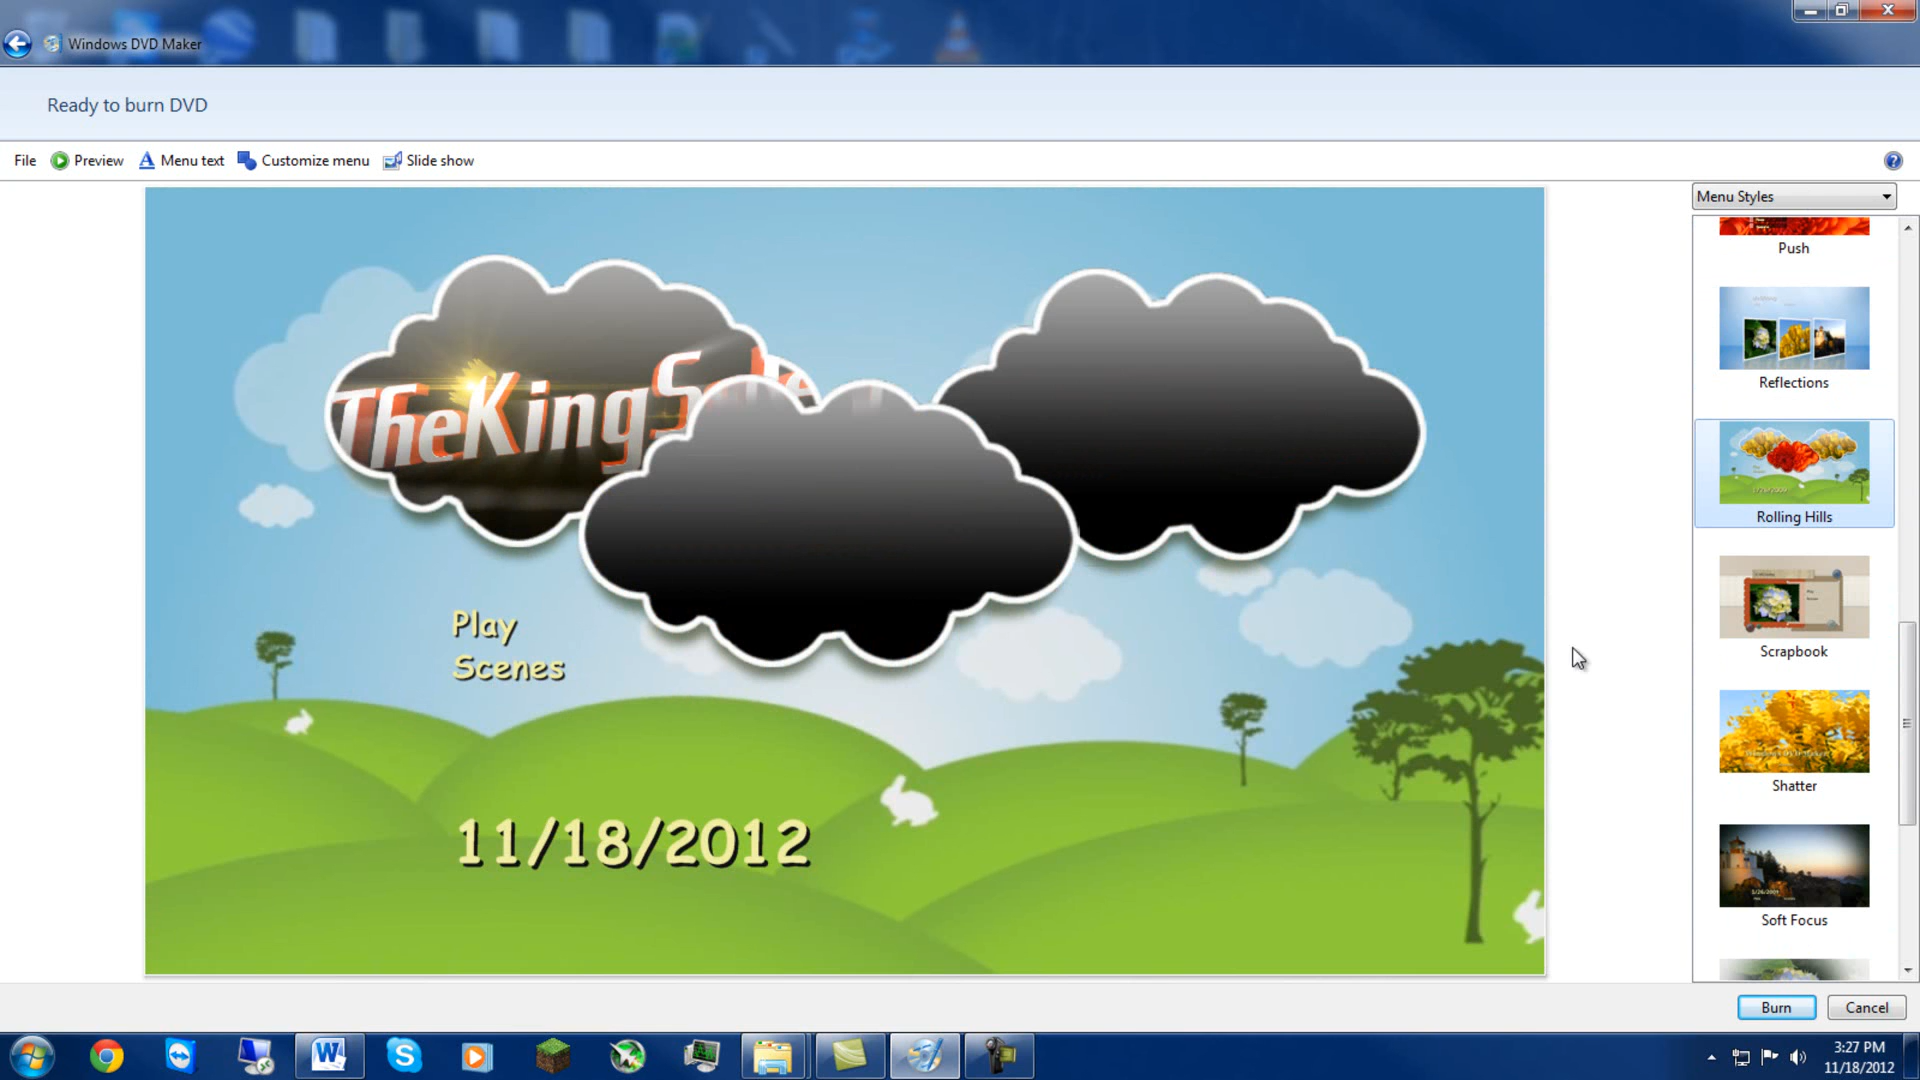 Windows DVD Maker
Ready to burn DVD
File Preview Menu text Customize menu Slide show
Menu Styles
Push
Reflections
Rolling Hills
Scrapbook
Shatter
Soft Focus
TheKingS
Play
Scenes
11/18/2012
Burn Cancel
3:27 PM
11/18/2012